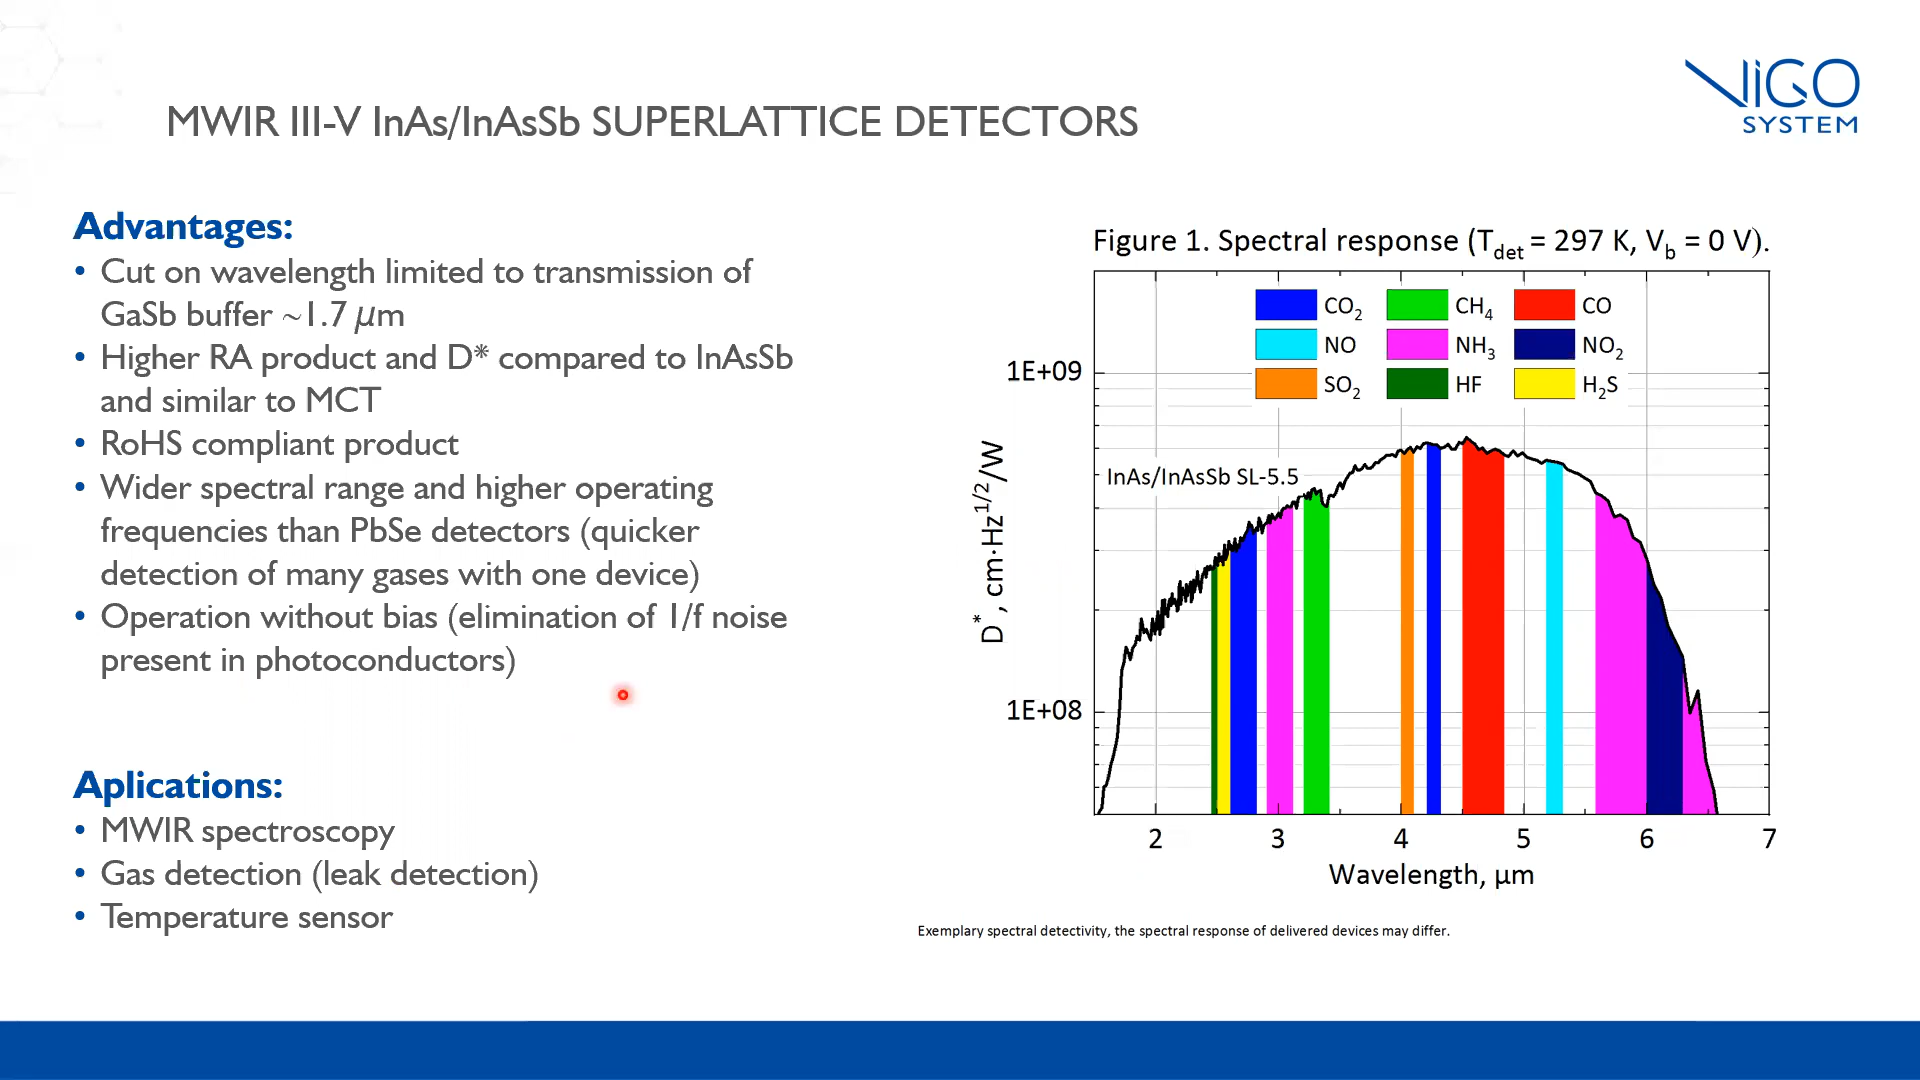 VIGO
SYSTEM
MWIR III-V InAs/InAsSb SUPERLATTICE DETECTORS
Advantages:
• Cut on wavelength limited to transmission of
GaSb buffer ~1.7 μm
• Higher RA product and D* compared to InAsSb
and similar to MCT
• RoHS compliant product
• Wider spectral range and higher operating
frequencies than PbSe detectors (quicker
detection of many gases with one device)
• Operation without bias (elimination of 1/f noise
present in photoconductors)
Aplications:
• MWIR spectroscopy
• Gas detection (leak detection)
• Temperature sensor
Figure 1. Spectral response (T_det = 297 K, V_b = 0 V).
CO₂ CH₄ CO
NO NH₃ NO₂
SO₂ HF H₂S
1E+09
InAs/InAsSb SL-5.5
D*, cm·Hz^1/2/W
1E+08
2 3 4 5 6 7
Wavelength, μm
Exemplary spectral detectivity, the spectral response of delivered devices may differ.